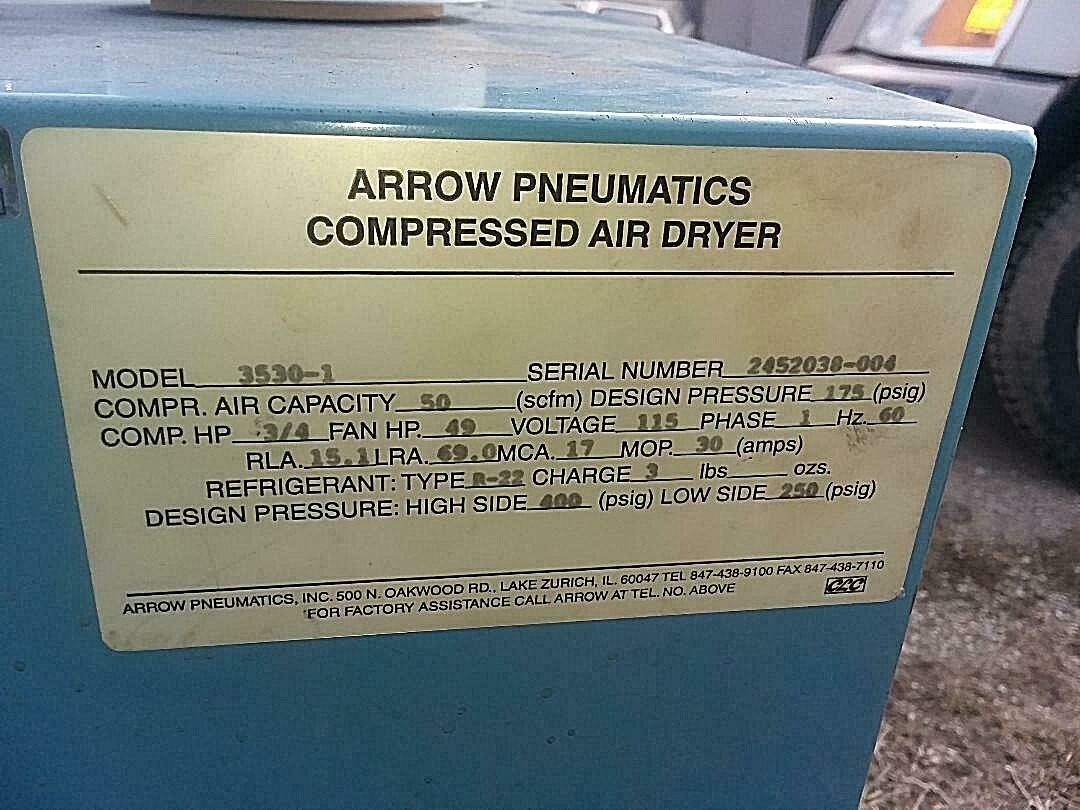 ARROW PNEUMATICS
COMPRESSED AIR DRYER
MODEL 3530-1 SERIAL NUMBER 2452038-004
COMPR. AIR CAPACITY 50 (scfm) DESIGN PRESSURE 175 (psig)
COMP. HP 3/4 FAN HP. 49 VOLTAGE 115 PHASE 1 Hz. 60
RLA. 15.1 LRA. 69.0 MCA. 17 MOP. 30 (amps)
REFRIGERANT: TYPE R-22 CHARGE 3 lbs ozs.
DESIGN PRESSURE: HIGH SIDE 400 (psig) LOW SIDE 250 (psig)
ARROW PNEUMATICS, INC. 500 N. OAKWOOD RD., LAKE ZURICH, IL. 60047 TEL 847-438-9100 FAX 847-438-7110
FOR FACTORY ASSISTANCE CALL ARROW AT TEL. NO. ABOVE
CLC